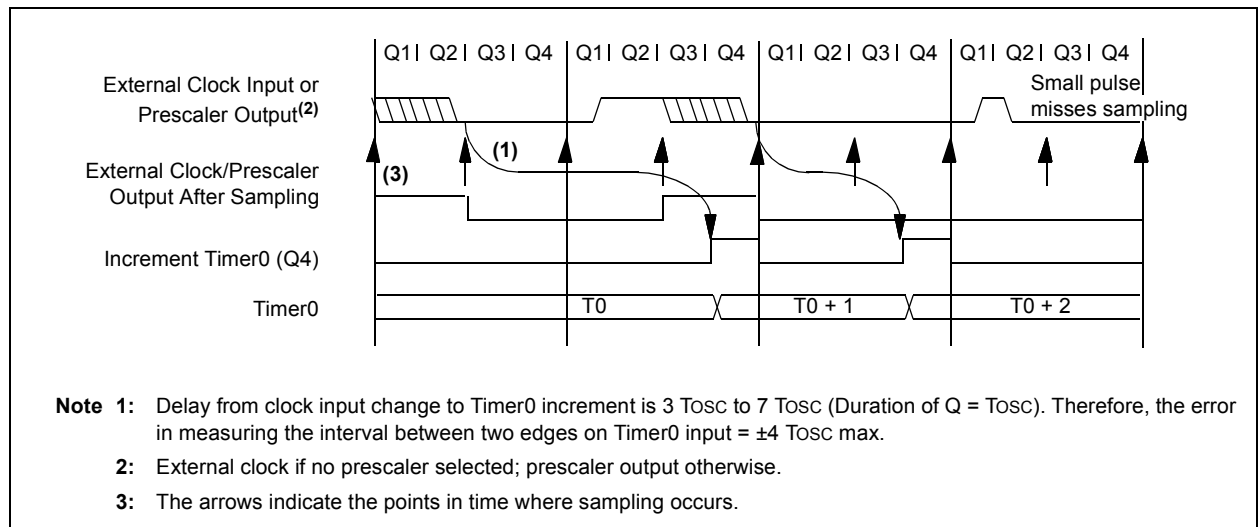 Q1 | Q2 | Q3 | Q4 Q1 | Q2 | Q3 | Q4 Q1 | Q2 | Q3 | Q4 Q1 | Q2 | Q3 | Q4
External Clock Input or
Prescaler Output(2)
Small pulse
misses sampling
(1)
External Clock/Prescaler
Output After Sampling
(3)
Increment Timer0 (Q4)
Timer0 T0 T0 + 1 T0 + 2
Note 1: Delay from clock input change to Timer0 increment is 3 TOSC to 7 TOSC (Duration of Q = TOSC). Therefore, the error
in measuring the interval between two edges on Timer0 input = ±4 TOSC max.
2: External clock if no prescaler selected; prescaler output otherwise.
3: The arrows indicate the points in time where sampling occurs.